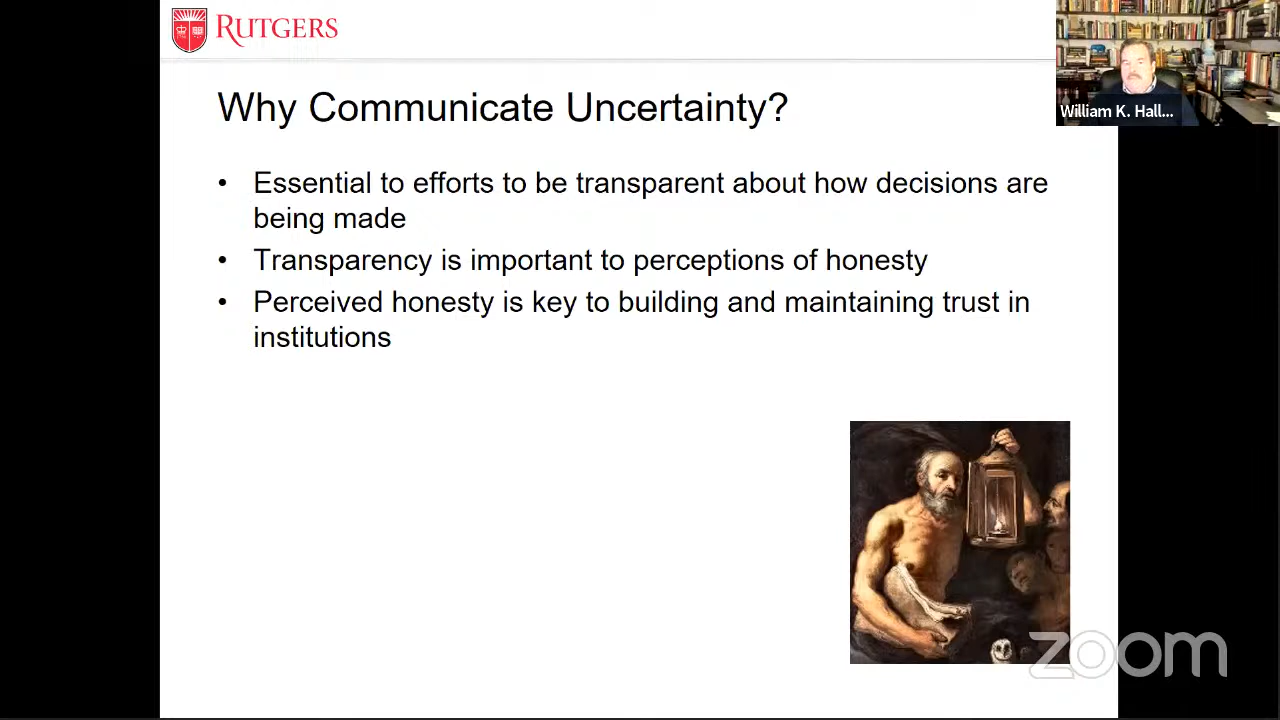 RUTGERS
William K. Hall...
Why Communicate Uncertainty?
• Essential to efforts to be transparent about how decisions are
being made
• Transparency is important to perceptions of honesty
• Perceived honesty is key to building and maintaining trust in
institutions
zoom